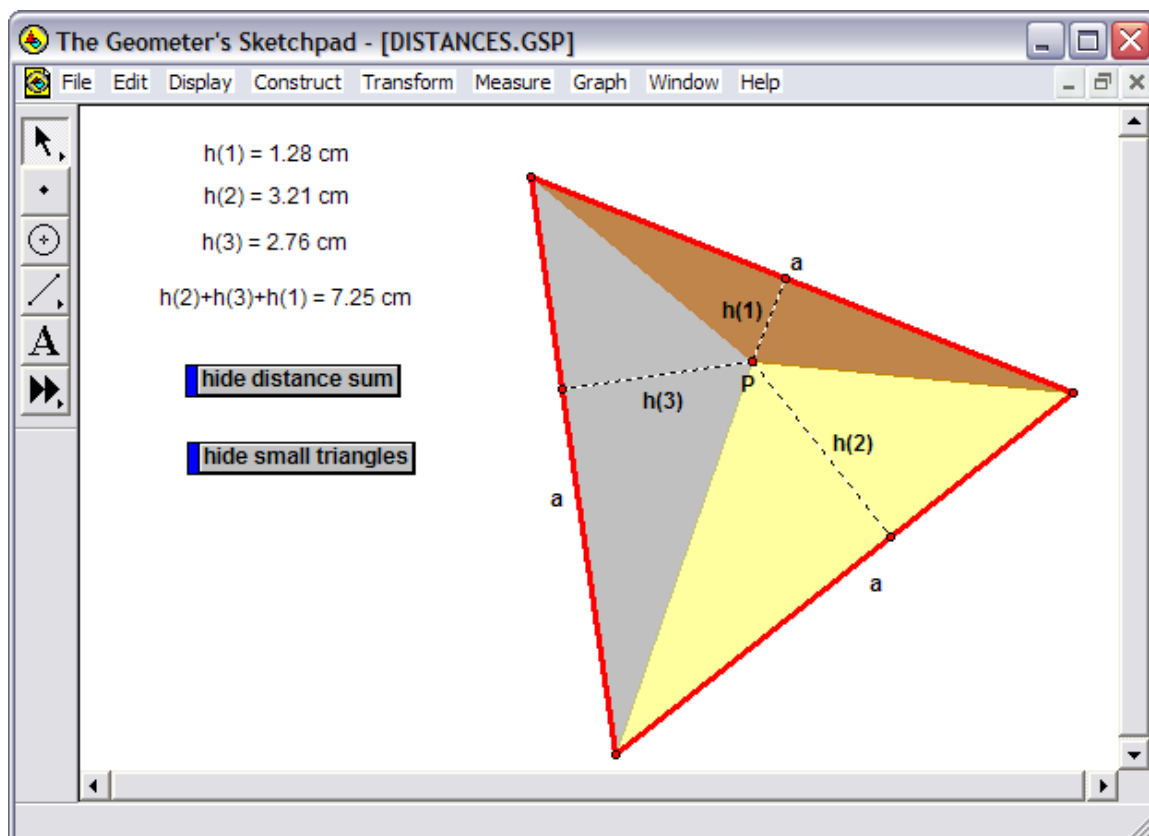 The Geometer's Sketchpad - [DISTANCES.GSP]
File Edit Display Construct Transform Measure Graph Window Help
A
h(1) = 1.28 cm
h(2) = 3.21 cm
h(3) = 2.76 cm
h(2)+h(3)+h(1) = 7.25 cm
hide distance sum
hide small triangles
a
h(1)
P
h(3)
h(2)
a
a